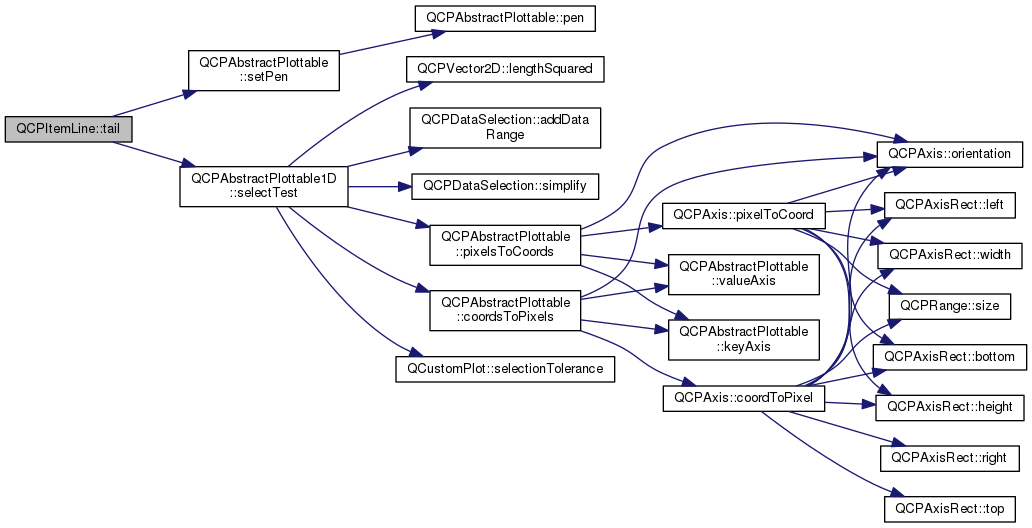 QCPItemLine::tail
QCPAbstractPlottable
::setPen
QCPAbstractPlottable::pen
QCPAbstractPlottable1D
::selectTest
QCPVector2D::lengthSquared
QCPDataSelection::addData
Range
QCPDataSelection::simplify
QCPAbstractPlottable
::pixelsToCoords
QCPAbstractPlottable
::coordsToPixels
QCustomPlot::selectionTolerance
QCPAxis::pixelToCoord
QCPAbstractPlottable
::valueAxis
QCPAbstractPlottable
::keyAxis
QCPAxis::coordToPixel
QCPAxis::orientation
QCPAxisRect::left
QCPAxisRect::width
QCPRange::size
QCPAxisRect::bottom
QCPAxisRect::height
QCPAxisRect::right
QCPAxisRect::top